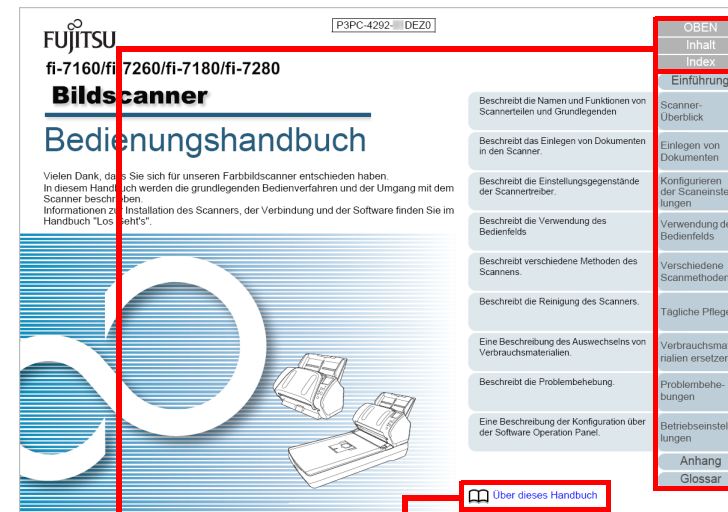 FUJITSU
P3PC-4292- DEZ0
fi-7160/fi-7260/fi-7180/fi-7280
Bildscanner
Bedienungshandbuch
Vielen Dank, dass Sie sich für unseren Farbbildscanner entschieden haben.
In diesem Handbuch werden die grundlegenden Bedienverfahren und der Umgang mit dem
Scanner beschrieben.
Informationen zur Installation des Scanners, der Verbindung und der Software finden Sie im
Handbuch "Los geht's".
OBEN
Inhalt
Index
Einführung
Beschreibt die Namen und Funktionen von
Scannerteilen und Grundlegenden
Scanner-
Überblick
Beschreibt das Einlegen von Dokumenten
in den Scanner.
Einlegen von
Dokumenten
Beschreibt die Einstellungsgegenstände
der Scannertreiber.
Konfigurieren
der Scaneinste
lungen
Beschreibt die Verwendung des
Bedienfelds
Verwendung de
Bedienfelds
Beschreibt verschiedene Methoden des
Scannens.
Verschiedene
Scanmethoden
Beschreibt die Reinigung des Scanners.
Tägliche Pflege
Eine Beschreibung des Auswechselns von
Verbrauchsmaterialien.
Verbrauchsmat
rialien ersetzen
Beschreibt die Problembehebung.
Problembehe-
bungen
Eine Beschreibung der Konfiguration über
der Software Operation Panel.
Betriebseinstel
lungen
Anhang
Glossar
Über dieses Handbuch